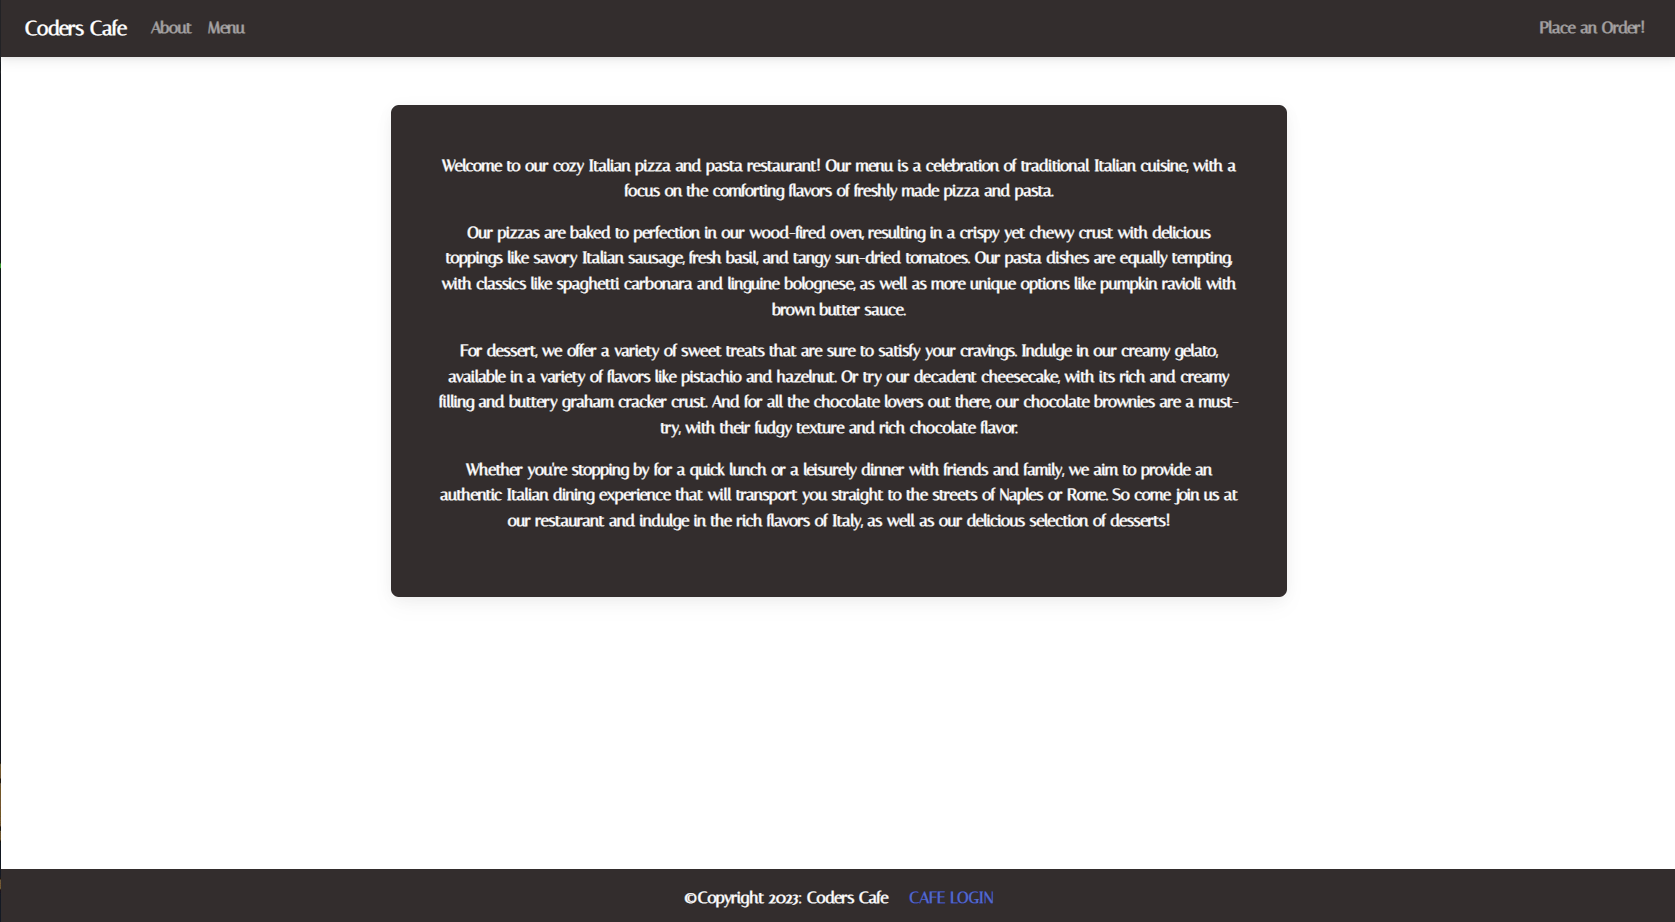 Coders Cafe About Menu Place an Order!
Welcome to our cozy Italian pizza and pasta restaurant! Our menu is a celebration of traditional Italian cuisine, with a
focus on the comforting flavors of freshly made pizza and pasta.
Our pizzas are baked to perfection in our wood-fired oven, resulting in a crispy yet chewy crust with delicious
toppings like savory Italian sausage, fresh basil, and tangy sun-dried tomatoes. Our pasta dishes are equally tempting,
with classics like spaghetti carbonara and linguine bolognese, as well as more unique options like pumpkin ravioli with
brown butter sauce.
For dessert, we offer a variety of sweet treats that are sure to satisfy your cravings. Indulge in our creamy gelato,
available in a variety of flavors like pistachio and hazelnut. Or try our decadent cheesecake, with its rich and creamy
filling and buttery graham cracker crust. And for all the chocolate lovers out there, our chocolate brownies are a must-
try, with their fudgy texture and rich chocolate flavor.
Whether you're stopping by for a quick lunch or a leisurely dinner with friends and family, we aim to provide an
authentic Italian dining experience that will transport you straight to the streets of Naples or Rome. So come join us at
our restaurant and indulge in the rich flavors of Italy, as well as our delicious selection of desserts!
©Copyright 2023: Coders Cafe CAFE LOGIN